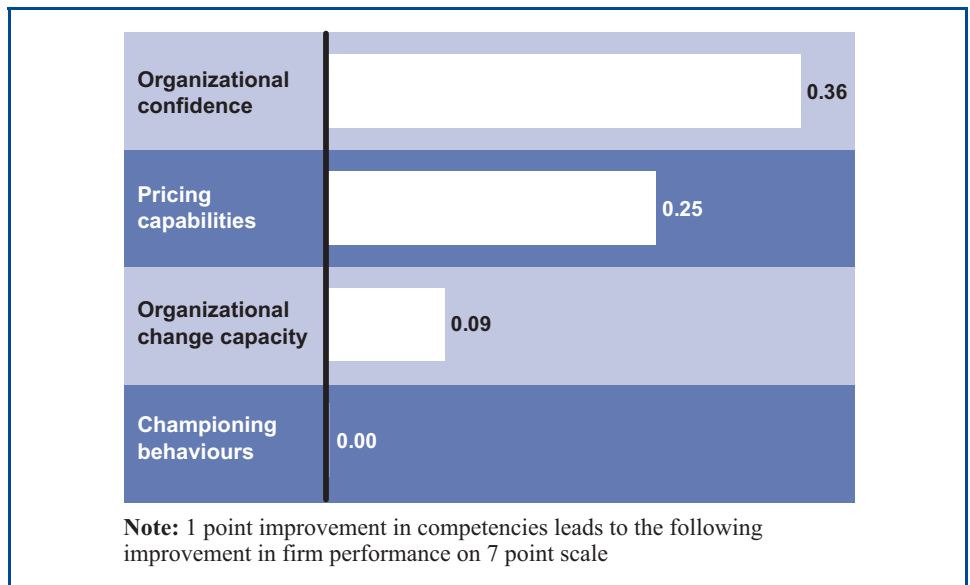 Organizational
confidence
0.36
Pricing
capabilities
0.25
Organizational
change capacity
0.09
Championing
behaviours
0.00
Note: 1 point improvement in competencies leads to the following
improvement in firm performance on 7 point scale